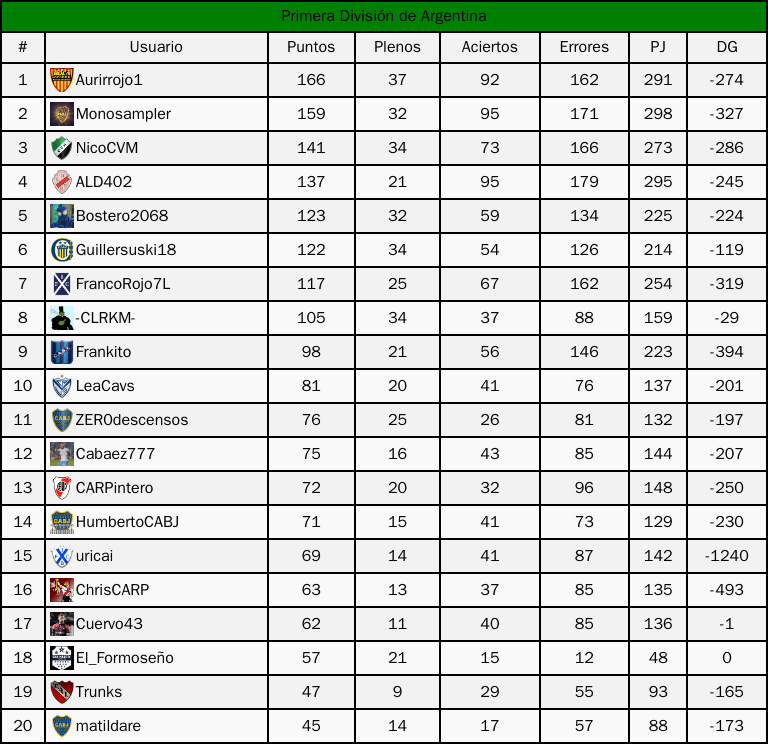 Primera División de Argentina
# Usuario Puntos Plenos Aciertos Errores PJ DG
1 Aurirrojo1 166 37 92 162 291 -274
2 Monosampler 159 32 95 171 298 -327
3 NicoCVM 141 34 73 166 273 -286
4 ALD402 137 21 95 179 295 -245
5 Bostero2068 123 32 59 134 225 -224
6 Guillersuski18 122 34 54 126 214 -119
7 FrancoRojo7L 117 25 67 162 254 -319
8 -CLRKM- 105 34 37 88 159 -29
9 Frankito 98 21 56 146 223 -394
10 LeaCavs 81 20 41 76 137 -201
11 ZER0descensos 76 25 26 81 132 -197
12 Cabaez777 75 16 43 85 144 -207
13 CARPintero 72 20 32 96 148 -250
14 HumbertoCABJ 71 15 41 73 129 -230
15 uricai 69 14 41 87 142 -1240
16 ChrisCARP 63 13 37 85 135 -493
17 Cuervo43 62 11 40 85 136 -1
18 El_Formoseño 57 21 15 12 48 0
19 Trunks 47 9 29 55 93 -165
20 matildare 45 14 17 57 88 -173